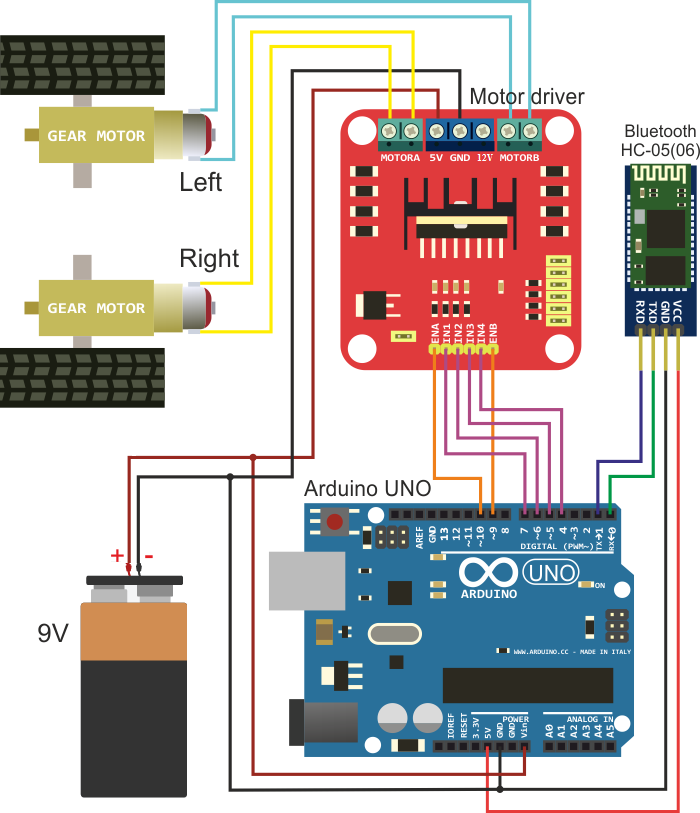 Motor driver
Bluetooth
HC-05(06)
GEAR MOTOR
Left
MOTORA 5V GND 12V MOTORB
Right
GEAR MOTOR
RXD TXD GND VCC
ENA IN1 IN2 IN3 IN4 ENB
+ -
9V
Arduino UNO
AREF GND 13 12 ~11 ~10 ~9 8 7 ~6 ~5 4 ~3 2 TX→1 RX←0
DIGITAL (PWM~)
UNO
ARDUINO
ON
WWW.ARDUINO.CC - MADE IN ITALY
POWER
ANALOG IN
IOREF RESET 3.3V 5V GND GND Vin A0 A1 A2 A3 A4 A5